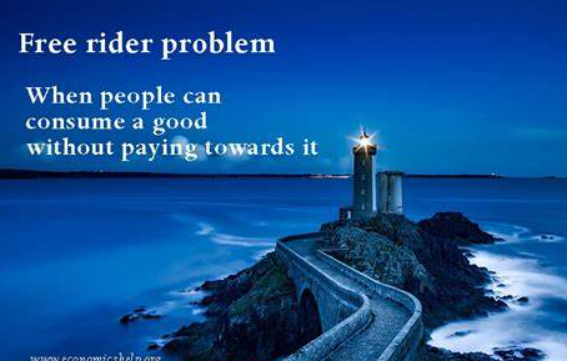 Free rider problem
When people can
consume a good
without paying towards it
www.economicshelp.org